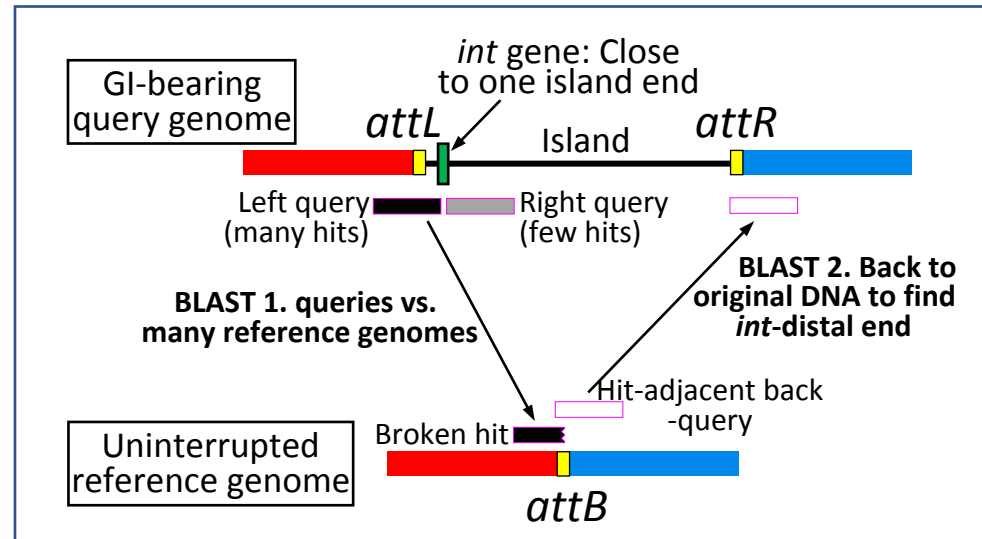 GI-bearing
query genome
int gene: Close
to one island end
attL
Island
attR
Left query
(many hits)
Right query
(few hits)
BLAST 1. queries vs.
many reference genomes
BLAST 2. Back to
original DNA to find
int-distal end
Hit-adjacent back
-query
Broken hit
Uninterrupted
reference genome
attB